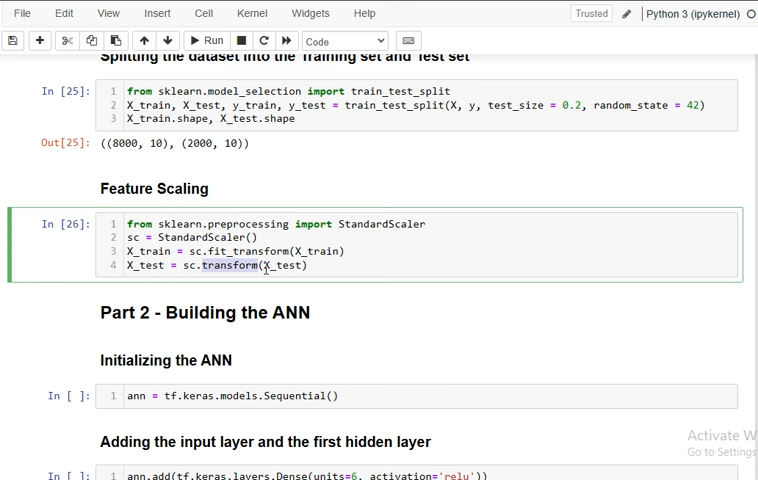 File Edit View Insert Cell Kernel Widgets Help Trusted Python 3 (ipykernel)
Run Code
Splitting the dataset into the Training set and Test set
In [25]: 1 from sklearn.model_selection import train_test_split
2 X_train, X_test, y_train, y_test = train_test_split(X, y, test_size = 0.2, random_state = 42)
3 X_train.shape, X_test.shape
Out[25]: ((8000, 10), (2000, 10))
Feature Scaling
In [26]: 1 from sklearn.preprocessing import StandardScaler
2 sc = StandardScaler()
3 X_train = sc.fit_transform(X_train)
4 X_test = sc.transform(X_test)
Part 2 - Building the ANN
Initializing the ANN
In [ ]: 1 ann = tf.keras.models.Sequential()
Adding the input layer and the first hidden layer
Activate W
Go to Settings
In [ ]: 1 ann.add(tf.keras.layers.Dense(units=6, activation='relu'))